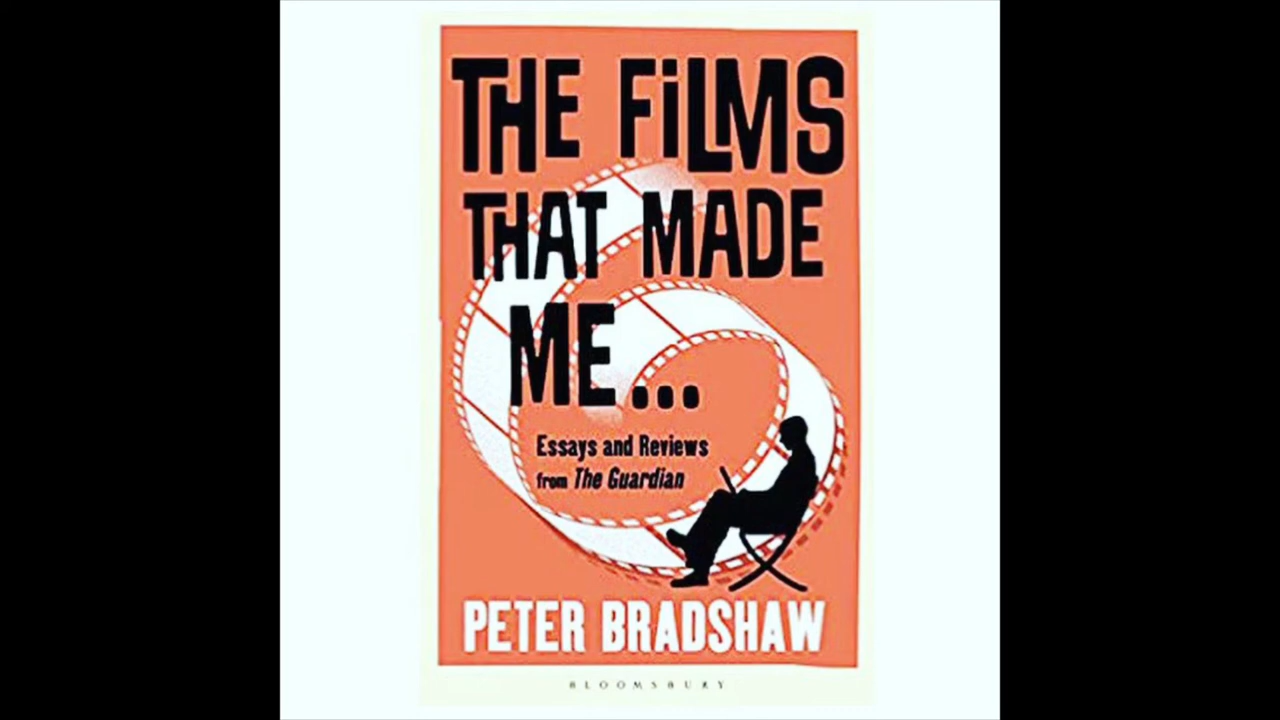 THE FiLMS
THAT MADE
ME...
Essays and Reviews
from The Guardian
PETER BRADSHAW
BLOOMSBURY